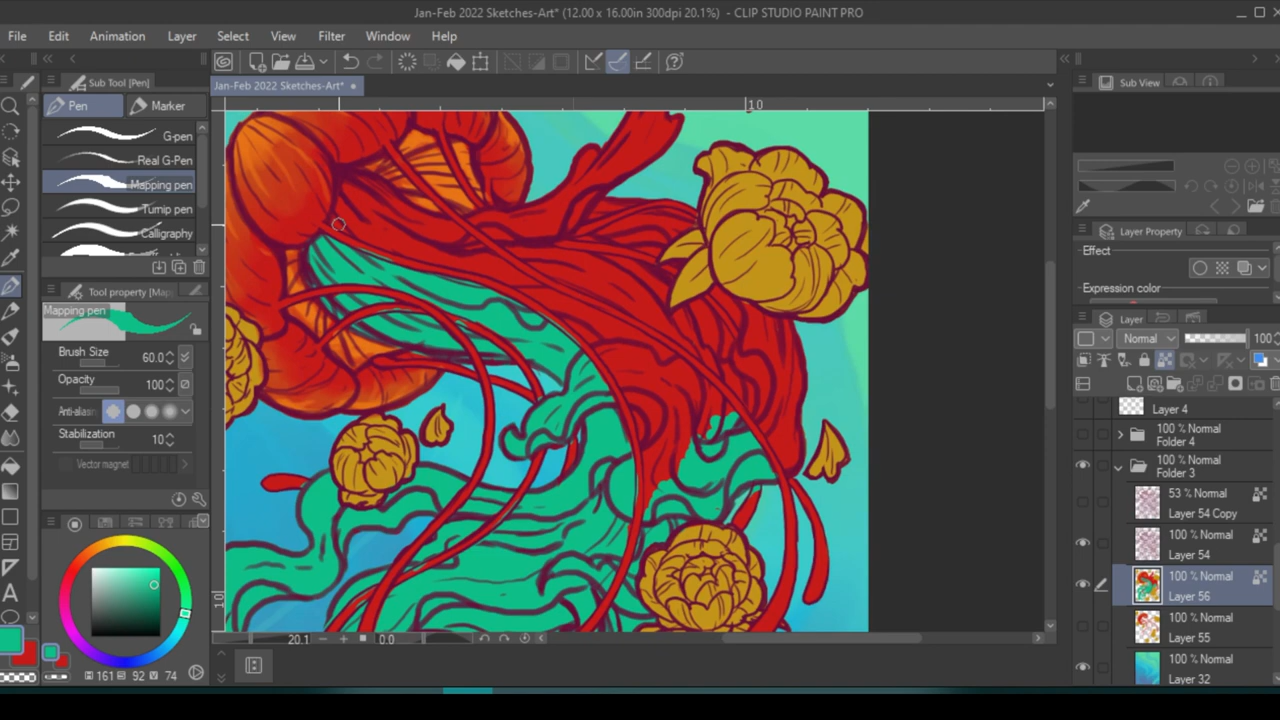 Jan-Feb 2022 Sketches-Art* (12.00 x 16.00in 300dpi 20.1%) - CLIP STUDIO PAINT PRO
File Edit Animation Layer Select View Filter Window Help
Sub Tool [Pen]
Jan-Feb 2022 Sketches-Art*
Sub View
Pen Marker
10
G-pen
Real G-Pen
Mapping pen
Turnip pen
Calligraphy
Layer Property
Effect
Tool property [Map
Expression color
Mapping pen
Layer
Normal 100
Brush Size 60.0
Opacity 100
Anti-alias
Stabilization 10
Vector magnet
Layer 4
100 % Normal
Folder 4
100 % Normal
Folder 3
53 % Normal
Layer 54 Copy
100 % Normal
Layer 54
100 % Normal
Layer 56
100 % Normal
Layer 55
100 % Normal
Layer 32
10
20.1 0.0
H 161 S 92 V 74